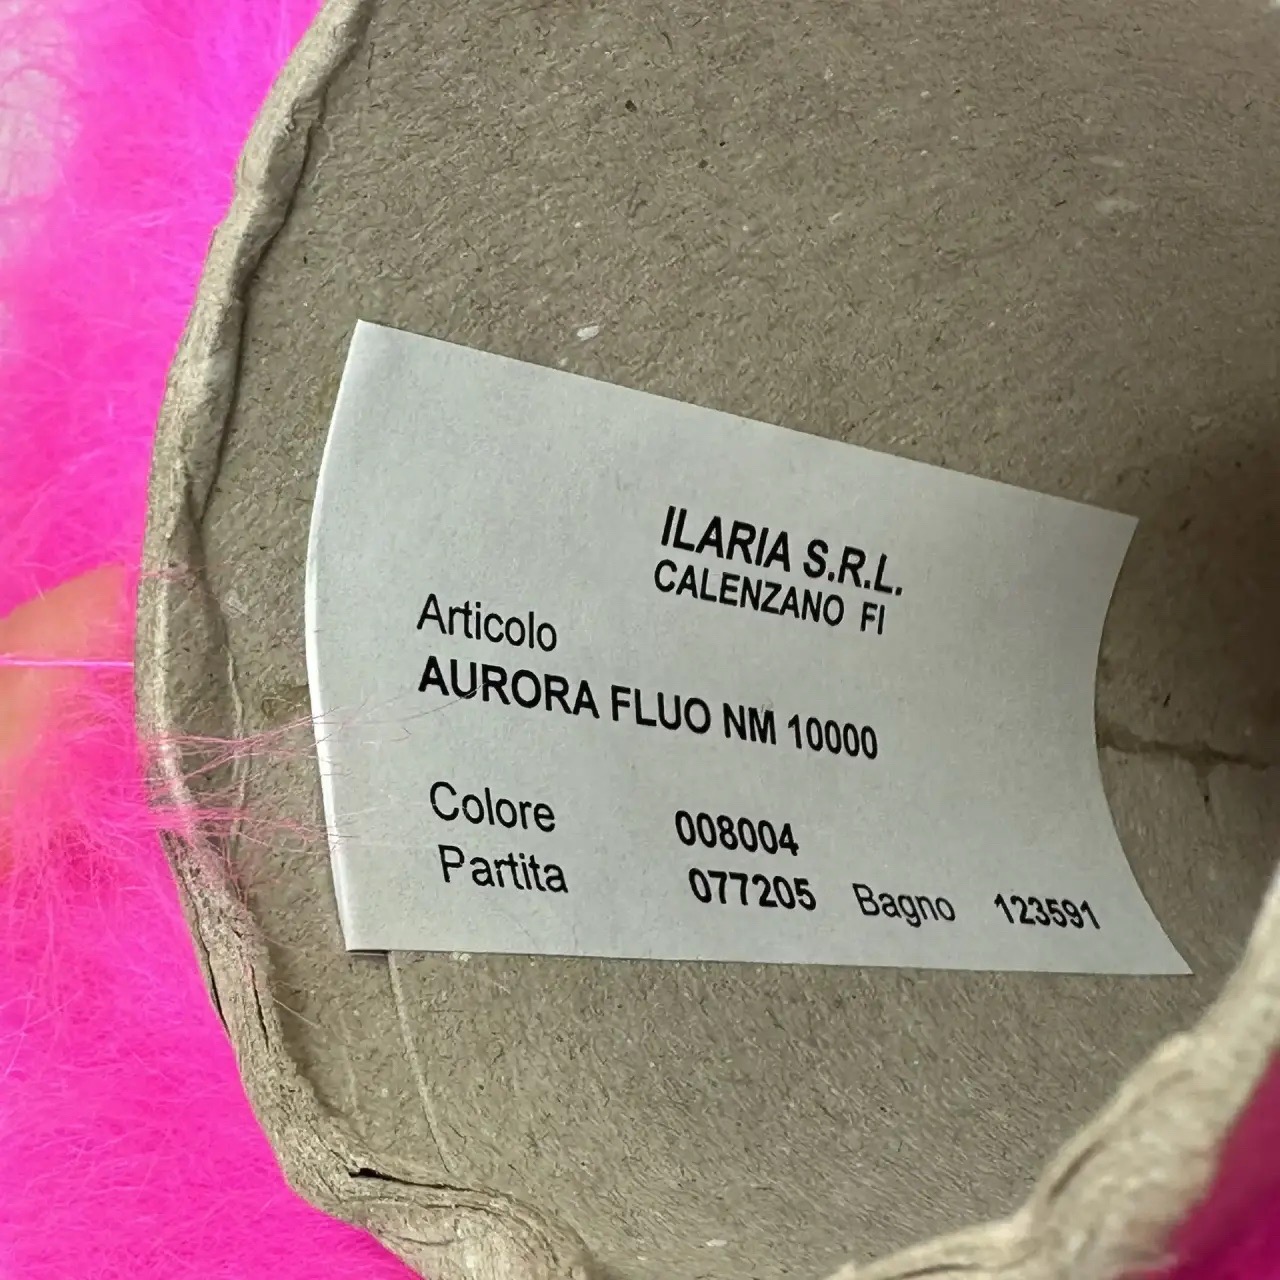 ILARIA S.R.L.
CALENZANO FI
Articolo
AURORA FLUO NM 10000
Colore 008004
Partita 077205 Bagno 123591